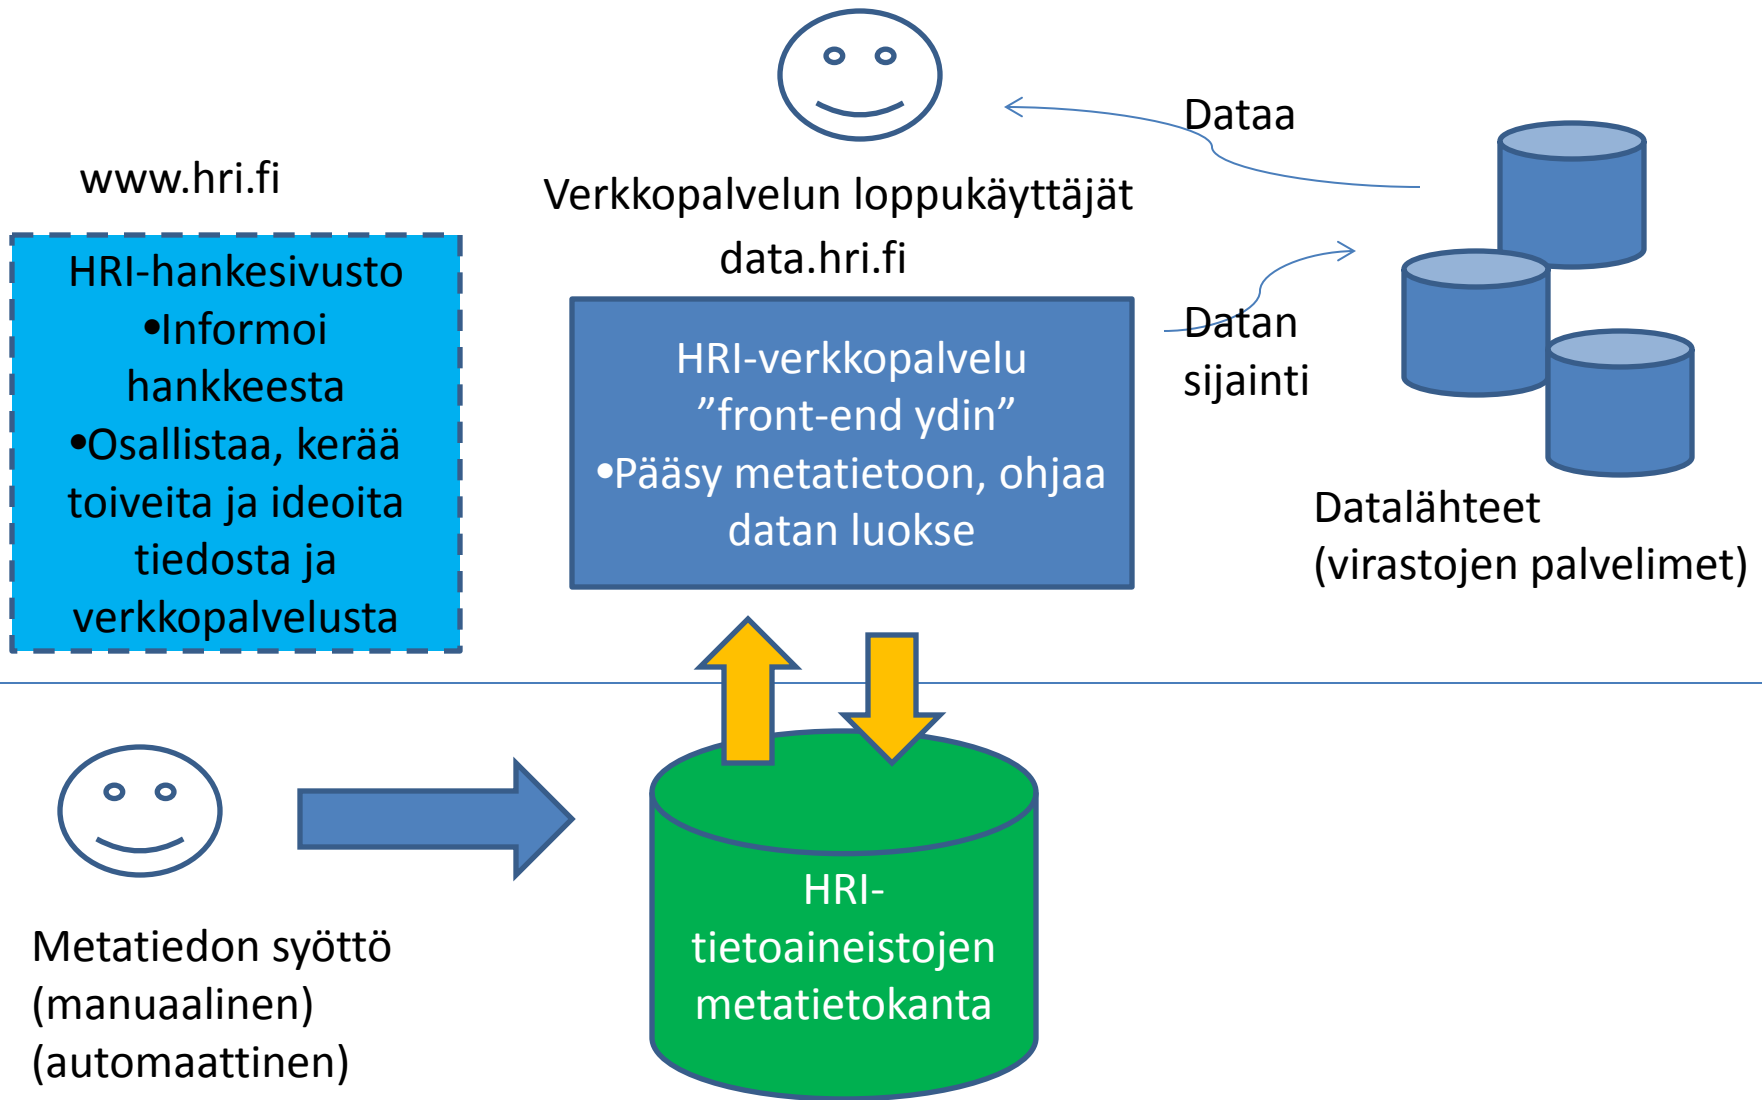 www.hri.fi
HRI-hankesivusto
•Informoi
hankkeesta
•Osallistaa, kerää
toiveita ja ideoita
tiedosta ja
verkkopalvelusta
Verkkopalvelun loppukäyttäjät
data.hri.fi
HRI-verkkopalvelu
”front-end ydin”
•Pääsy metatietoon, ohjaa
datan luokse
Dataa
Datan
sijainti
Datalähteet
(virastojen palvelimet)
Metatiedon syöttö
(manuaalinen)
(automaattinen)
HRI-
tietoaineistojen
metatietokanta